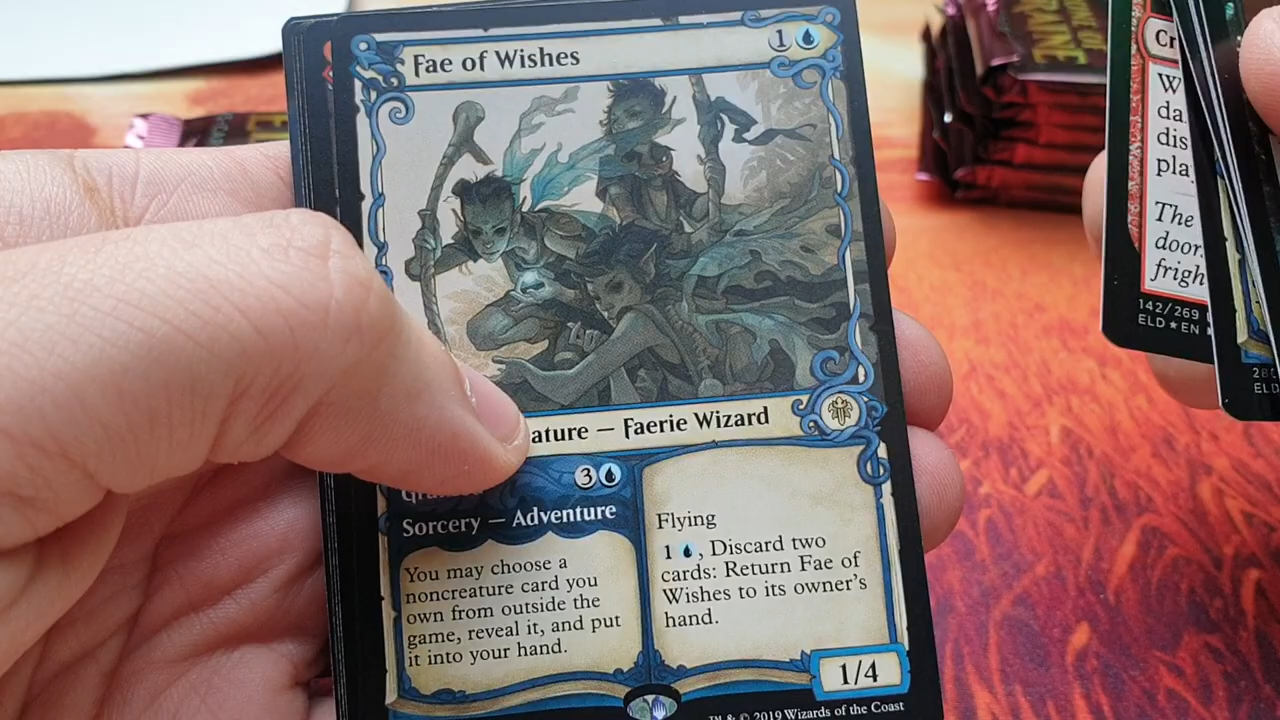 Fae of Wishes
1
ature — Faerie Wizard
3
Sorcery — Adventure
You may choose a
noncreature card you
own from outside the
game, reveal it, and put
it into your hand.
Flying
1 , Discard two
cards: Return Fae of
Wishes to its owner's
hand.
1/4
™ & © 2019 Wizards of the Coast
Cr
W
da
dis
pla
The
door.
frigh
142/269
ELD ★ EN
ELD